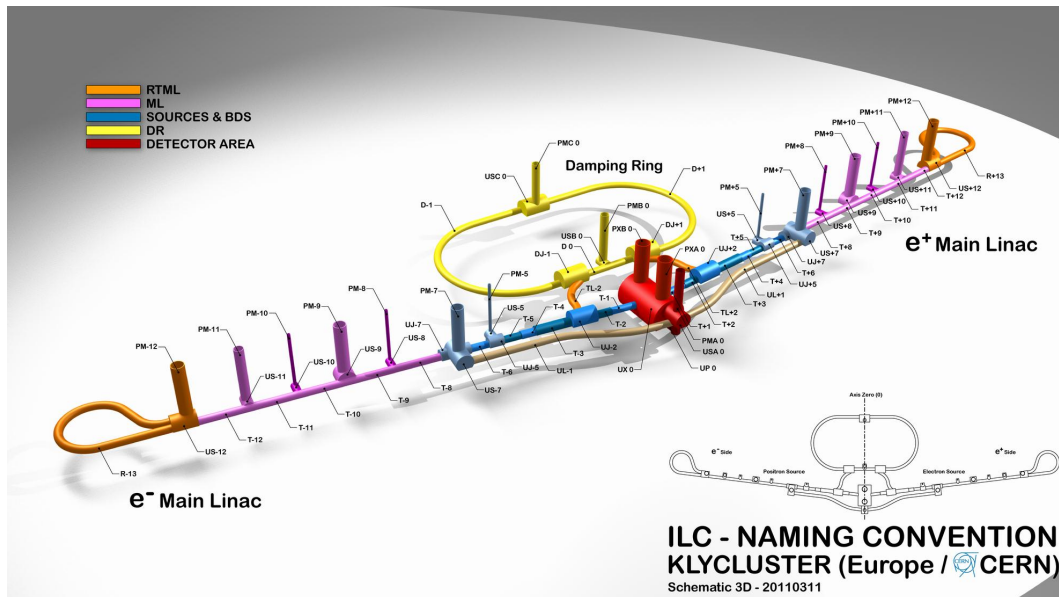 RTML
ML
SOURCES & BDS
DR
DETECTOR AREA
PMC 0
USC 0
Damping Ring
D+1
D-1
PMB 0
USB 0
PXB 0
DJ+1
D 0
DJ-1
PXA 0
TL-2
T-1
T-2
UJ-2
T-3
T-4
UL-1
UJ-5
T-5
US-5
PM-5
T-6
UJ-7
PM-7
US-7
T-8
US-8
PM-8
T-9
US-9
PM-9
T-10
US-10
PM-10
T-11
US-11
PM-11
T-12
US-12
PM-12
R-13
e- Main Linac
UX 0
UP 0
USA 0
PMA 0
T+1
T+2
TL+2
UJ+2
T+3
UL+1
T+4
UJ+5
T+5
US+5
PM+5
T+6
UJ+7
PM+7
US+7
T+8
US+8
PM+8
T+9
US+9
PM+9
T+10
US+10
PM+10
T+11
US+11
PM+11
T+12
US+12
PM+12
R+13
e+ Main Linac
Axis Zero (0)
e- Side
e+ Side
Positron Source
Electron Source
ILC - NAMING CONVENTION
KLYCLUSTER (Europe / CERN CERN)
Schematic 3D - 20110311